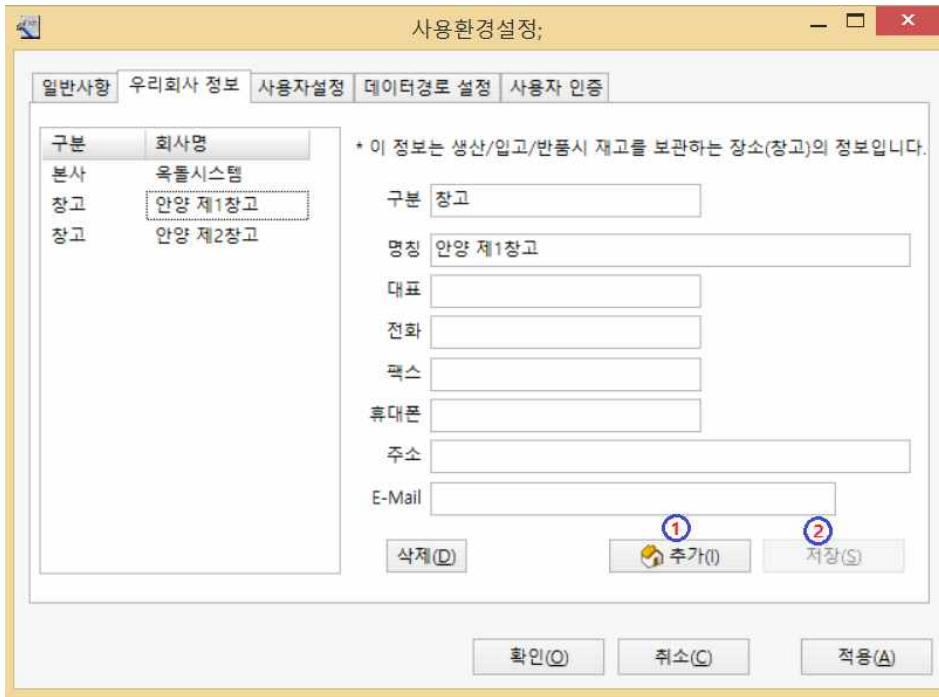 사용환경설정;
일반사항 우리회사 정보 사용자설정 데이터경로 설정 사용자 인증
구분 회사명
본사 옥돌시스템
창고 안양 제1창고
창고 안양 제2창고
* 이 정보는 생산/입고/반품시 재고를 보관하는 장소(창고)의 정보입니다.
구분 창고
명칭 안양 제1창고
대표
전화
팩스
휴대폰
주소
E-Mail
1 2
삭제(D) 추가(I) 저장(S)
확인(O) 취소(C) 적용(A)